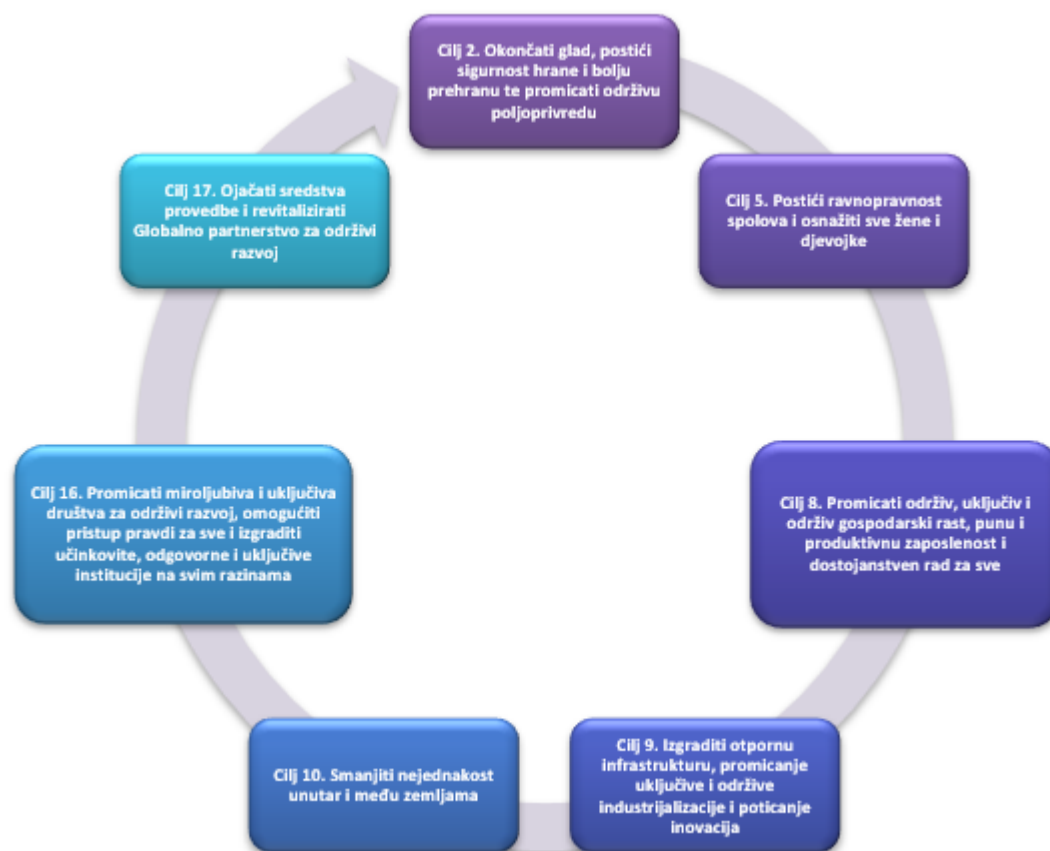 Cilj 2. Okončati glad, postići
sigurnost hrane i bolju
prehranu te promicati održivu
poljoprivredu
Cilj 5. Postići ravnopravnost
spolova i osnažiti sve žene i
djevojke
Cilj 8. Promicati održiv, uključiv i
održiv gospodarski rast, punu i
produktivnu zaposlenost i
dostojanstven rad za sve
Cilj 9. Izgraditi otpornu
infrastrukturu, promicanje
uključive i održive
industrijalizacije i poticanje
inovacija
Cilj 10. Smanjiti nejednakost
unutar i među zemljama
Cilj 16. Promicati miroljubiva i uključiva
društva za održivi razvoj, omogućiti
pristup pravdi za sve i izgraditi
učinkovite, odgovorne i uključive
institucije na svim razinama
Cilj 17. Ojačati sredstva
provedbe i revitalizirati
Globalno partnerstvo za održivi
razvoj